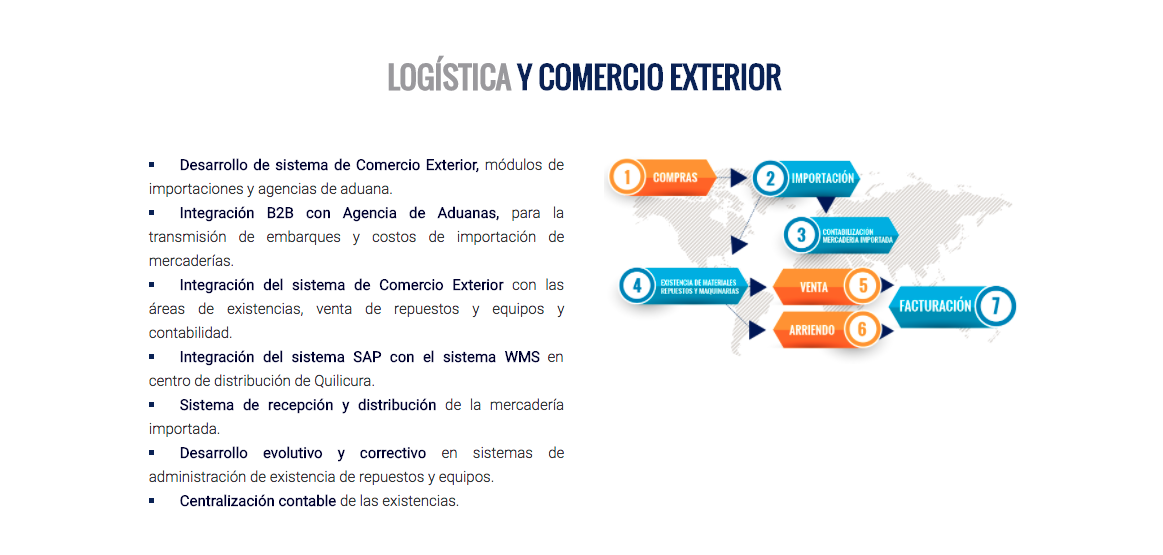 LOGÍSTICA Y COMERCIO EXTERIOR
▪ Desarrollo de sistema de Comercio Exterior, módulos de
importaciones y agencias de aduana.
▪ Integración B2B con Agencia de Aduanas, para la
transmisión de embarques y costos de importación de
mercaderías.
▪ Integración del sistema de Comercio Exterior con las
áreas de existencias, venta de repuestos y equipos y
contabilidad.
▪ Integración del sistema SAP con el sistema WMS en
centro de distribución de Quilicura.
▪ Sistema de recepción y distribución de la mercadería
importada.
▪ Desarrollo evolutivo y correctivo en sistemas de
administración de existencia de repuestos y equipos.
▪ Centralización contable de las existencias.
1 COMPRAS
2 IMPORTACIÓN
3 CONTABILIZACIÓN
MERCADERIA IMPORTADA
4 EXISTENCIA DE MATERIALES
REPUESTOS Y MAQUINARIAS
VENTA 5
ARRIENDO 6
FACTURACIÓN 7